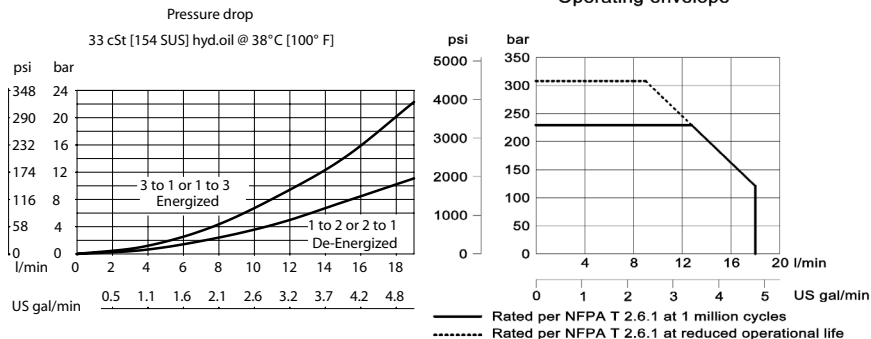 Pressure drop
33 cSt [154 SUS] hyd.oil @ 38°C [100° F]
psi bar
348 24
290 20
232 16
174 12
116 8
58 4
0 0
3 to 1 or 1 to 3
Energized
1 to 2 or 2 to 1
De-Energized
l/min 0 2 4 6 8 10 12 14 16 18
US gal/min 0.5 1.1 1.6 2.1 2.6 3.2 3.7 4.2 4.8
Operating envelope
psi bar
5000 350
300
4000
250
3000
200
2000 150
100
1000
50
0 0
4 8 12 16 20 l/min
0 1 2 3 4 5 US gal/min
Rated per NFPA T 2.6.1 at 1 million cycles
Rated per NFPA T 2.6.1 at reduced operational life